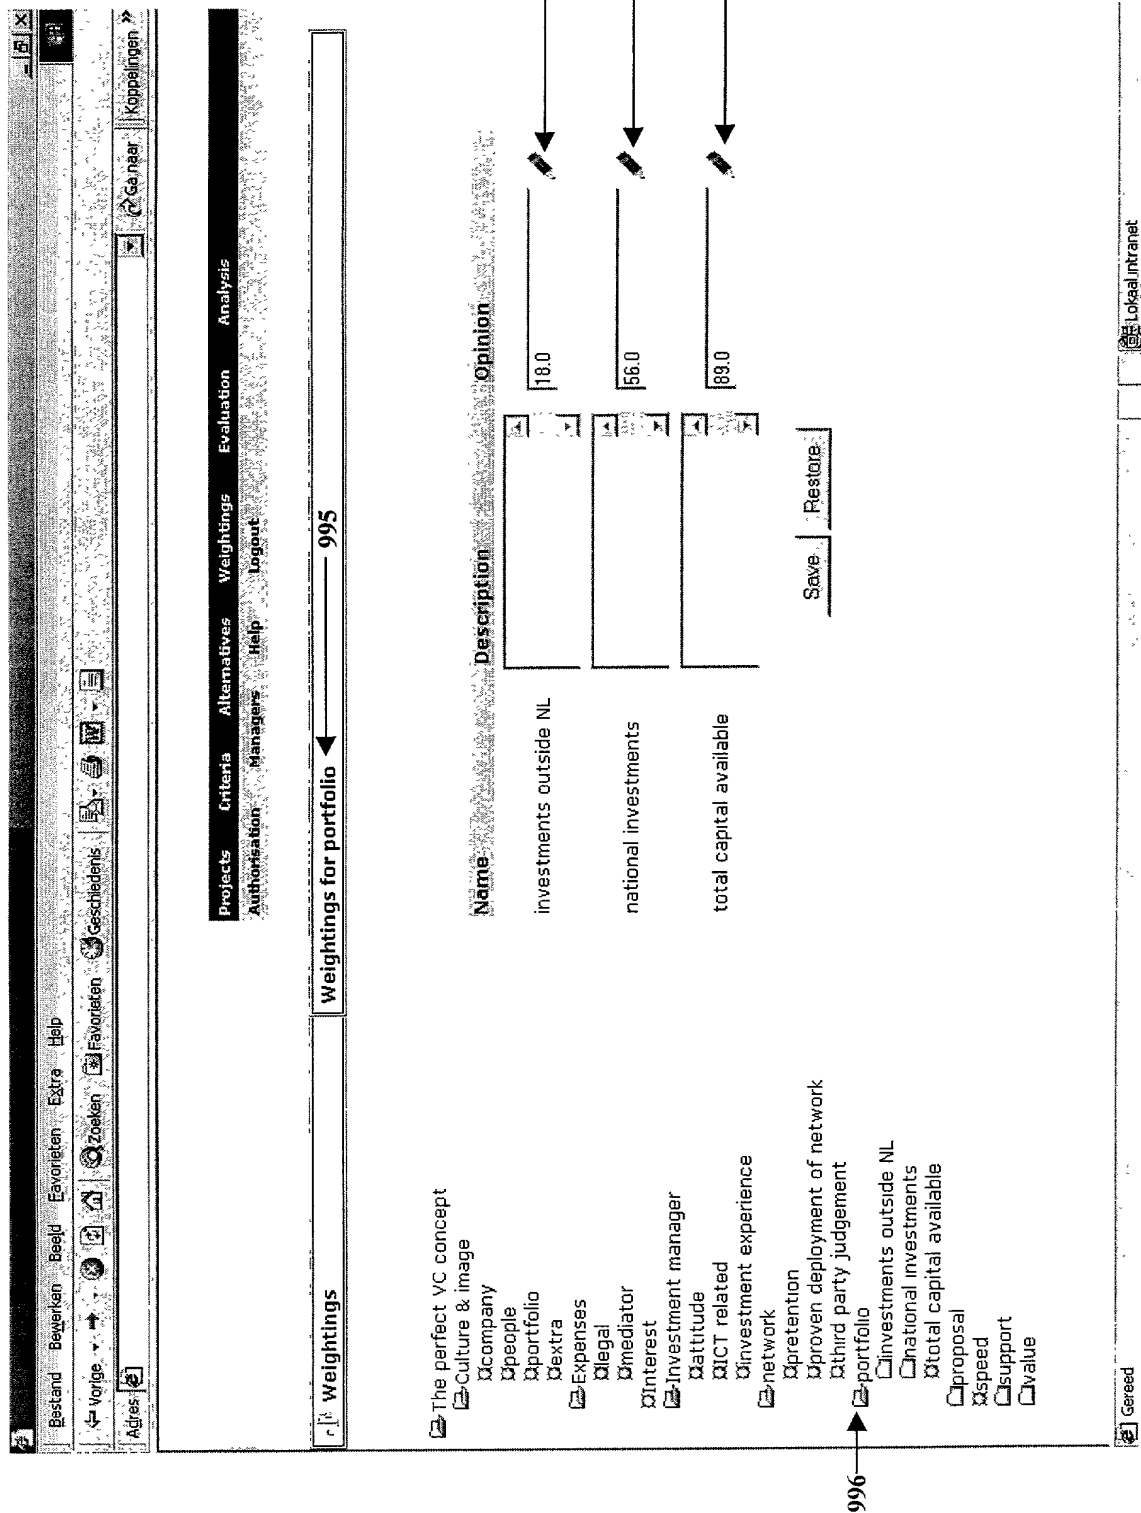 Bestand Bewerken Beeld Favorieten Extra Help
Vorige Zoeken Favorieten Geschiedenis
Adres Ga naar Koppelingen »
Projects Criteria Alternatives Weightings Evaluation Analysis
Authorisation Managers Help Logout
Weightings
Weightings for portfolio
995
The perfect VC concept
Culture & image
company
people
portfolio
extra
Expenses
legal
mediator
Interest
Investment manager
attitude
ICT related
investment experience
network
pretention
proven deployment of network
third party judgement
portfolio
investments outside NL
national investments
total capital available
proposal
speed
support
value
996
Name Description Opinion
investments outside NL 18.0
national investments 56.0
total capital available 89.0
Save Restore
Gereed Lokaal intranet